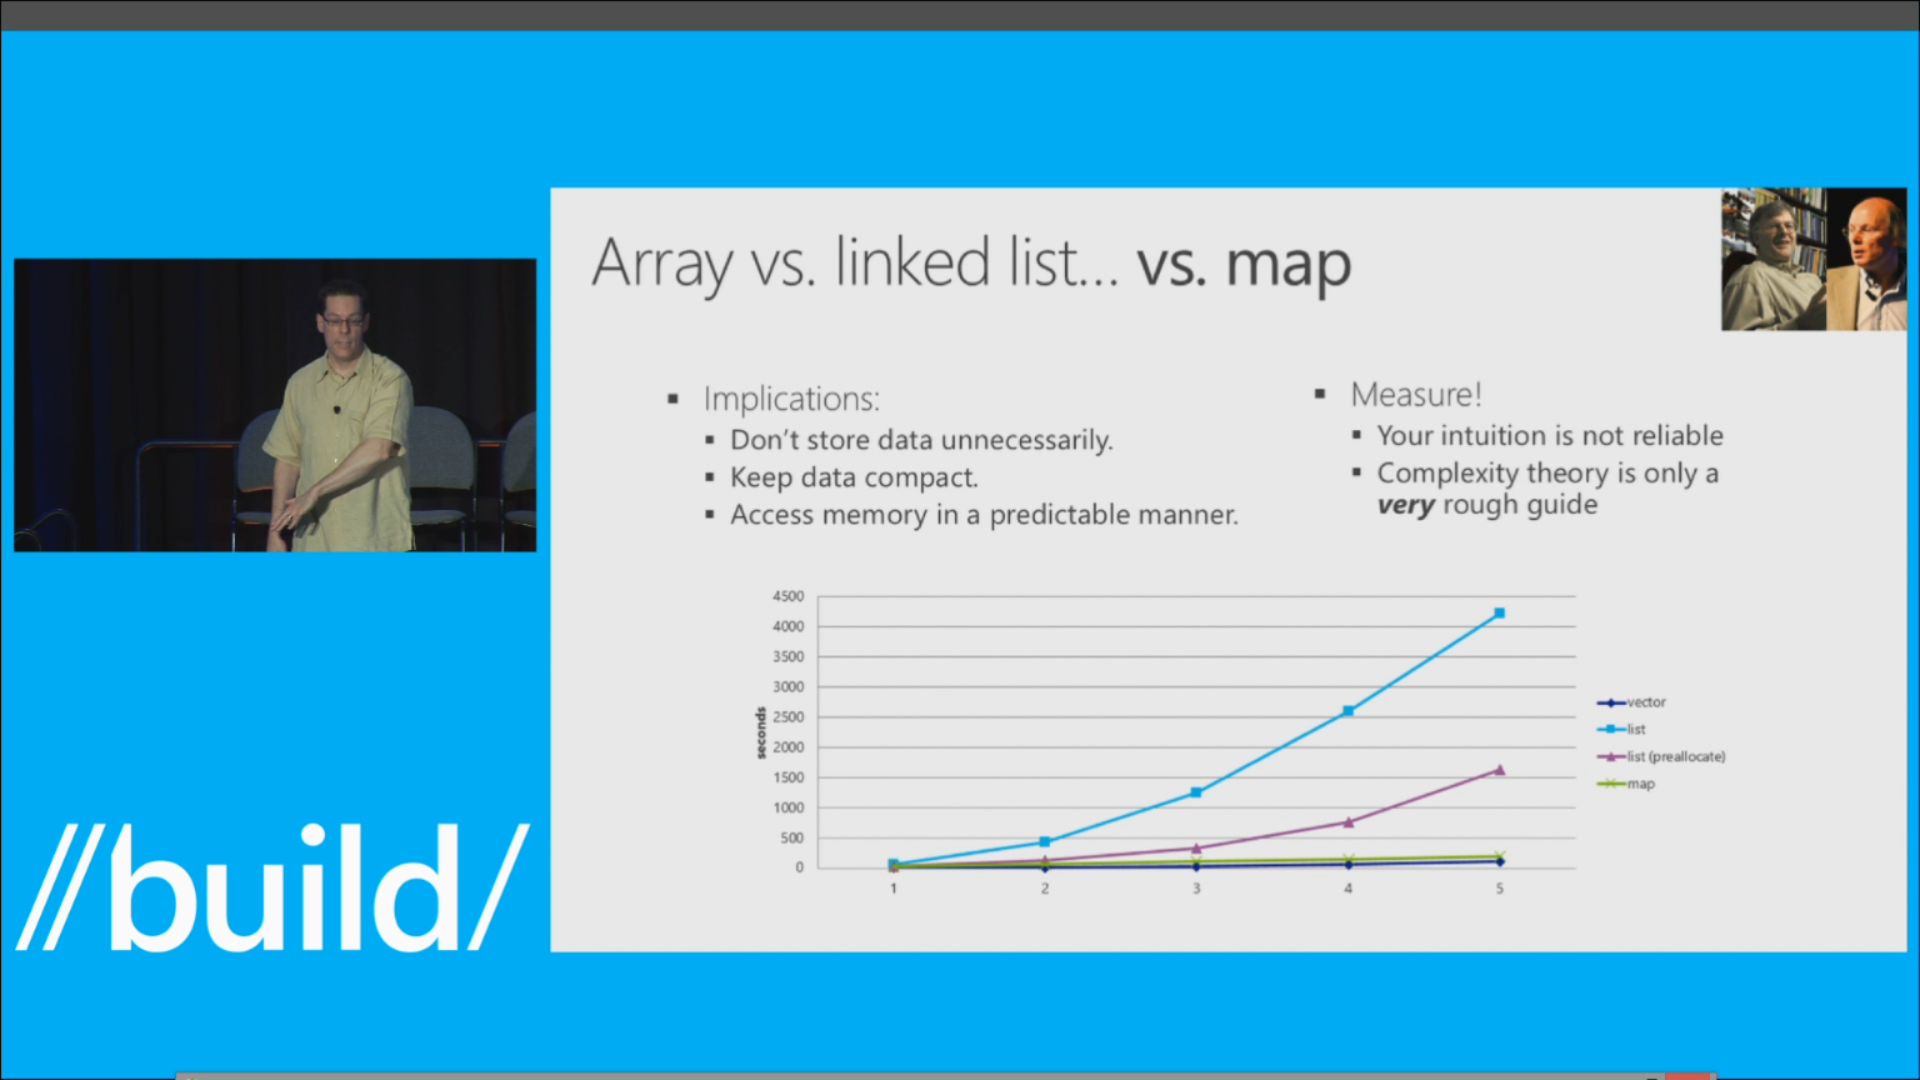 Array vs. linked list... vs. map
▪ Implications:
▪ Don't store data unnecessarily.
▪ Keep data compact.
▪ Access memory in a predictable manner.
▪ Measure!
▪ Your intuition is not reliable
▪ Complexity theory is only a
very rough guide
4500
4000
3500
3000
2500
2000
1500
1000
500
0
seconds
1 2 3 4 5
vector
list
list (preallocate)
map
//build/